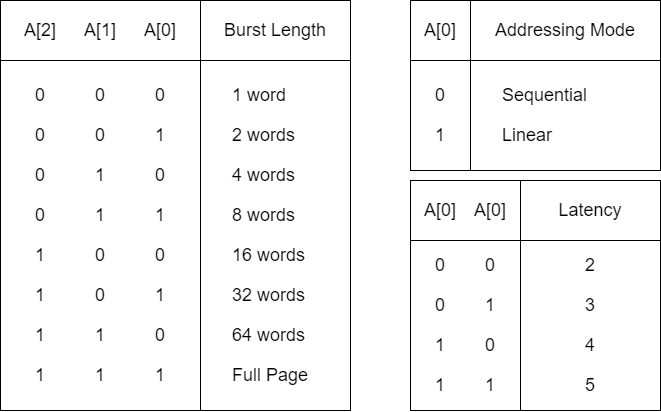 A[2] A[1] A[0] Burst Length
0 0 0 1 word
0 0 1 2 words
0 1 0 4 words
0 1 1 8 words
1 0 0 16 words
1 0 1 32 words
1 1 0 64 words
1 1 1 Full Page
A[0] Addressing Mode
0 Sequential
1 Linear
A[0] A[0] Latency
0 0 2
0 1 3
1 0 4
1 1 5